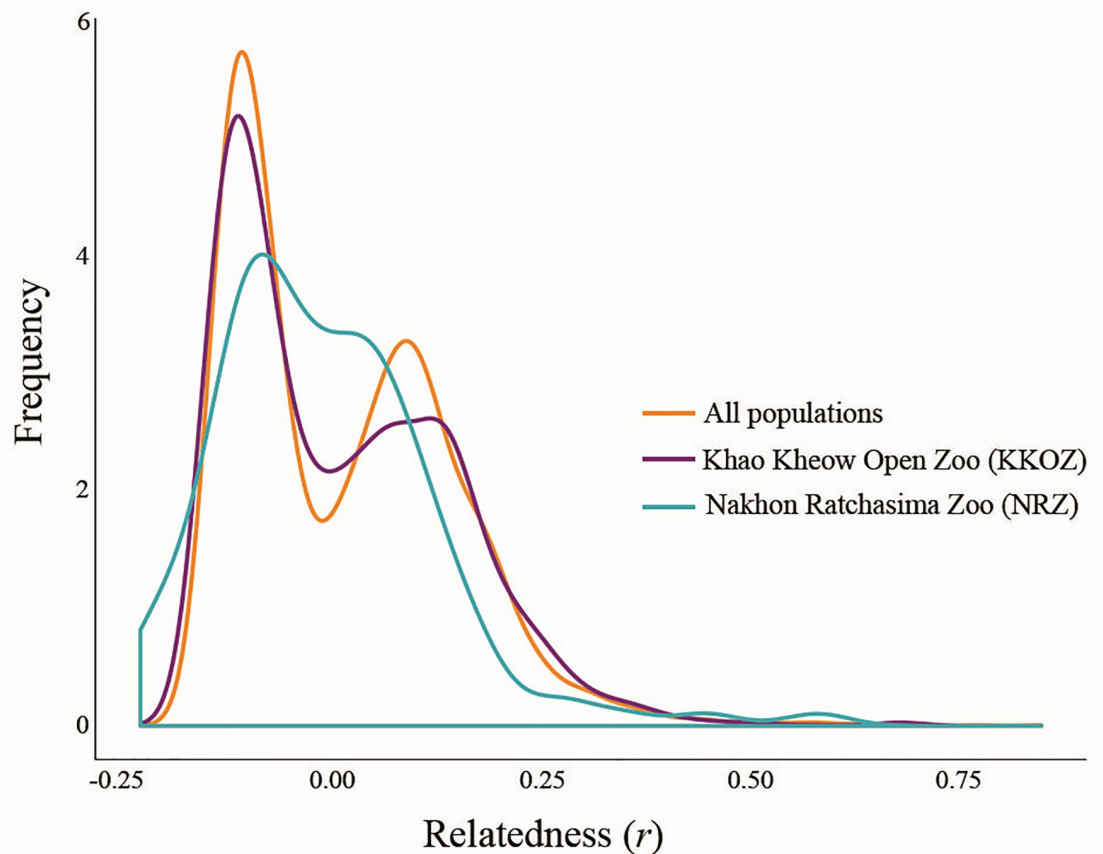 6
4
2
0
Frequency
All populations
Khao Kheow Open Zoo (KKOZ)
Nakhon Ratchasima Zoo (NRZ)
-0.25 0.00 0.25 0.50 0.75
Relatedness (r)